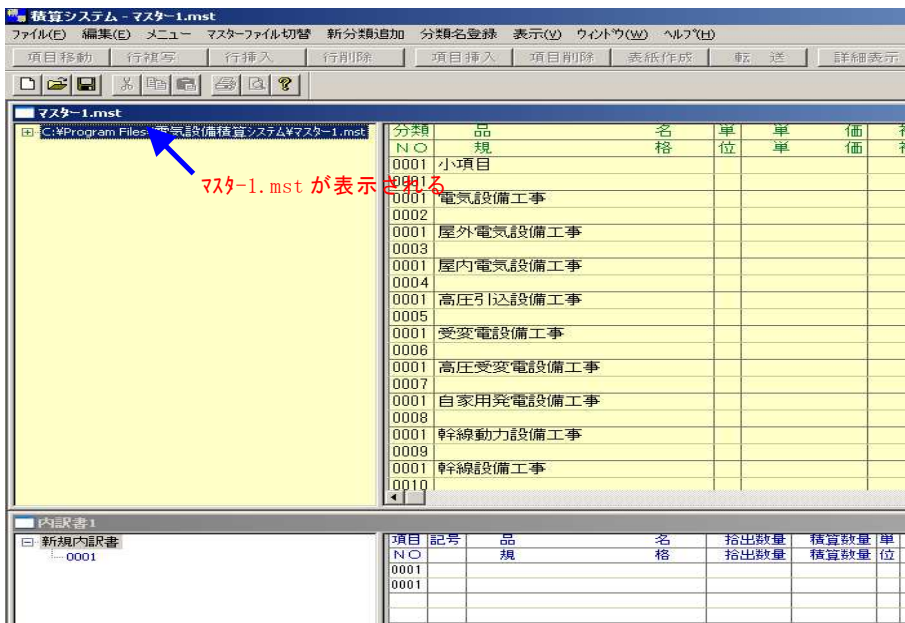 積算システム - ﾏｽﾀｰ1.mst
ﾌｧｲﾙ(F) 編集(E) ﾒﾆｭｰ ﾏｽﾀｰﾌｧｲﾙ切替 新分類追加 分類名登録 表示(V) ｳｨﾝﾄﾞｳ(W) ﾍﾙﾌﾟ(H)
項目移動 行複写 行挿入 行削除 項目挿入 項目削除 表紙作成 転 送 詳細表示
ﾏｽﾀｰ1.mst
C:¥Program Files¥電気設備積算ｼｽﾃﾑ¥ﾏｽﾀｰ1.mst
ﾏｽﾀｰ1.mst が表示される
分類 品 名 単 単 価
ＮＯ 規 格 位 単 価
0001 小項目
0001
0001 電気設備工事
0002
0001 屋外電気設備工事
0003
0001 屋内電気設備工事
0004
0001 高圧引込設備工事
0005
0001 受変電設備工事
0006
0001 高圧受変電設備工事
0007
0001 自家用発電設備工事
0008
0001 幹線動力設備工事
0009
0001 幹線設備工事
0010
内訳書1
新規内訳書
0001
項目 記号 品 名 拾出数量 積算数量 単
ＮＯ 規 格 拾出数量 積算数量 位
0001
0001